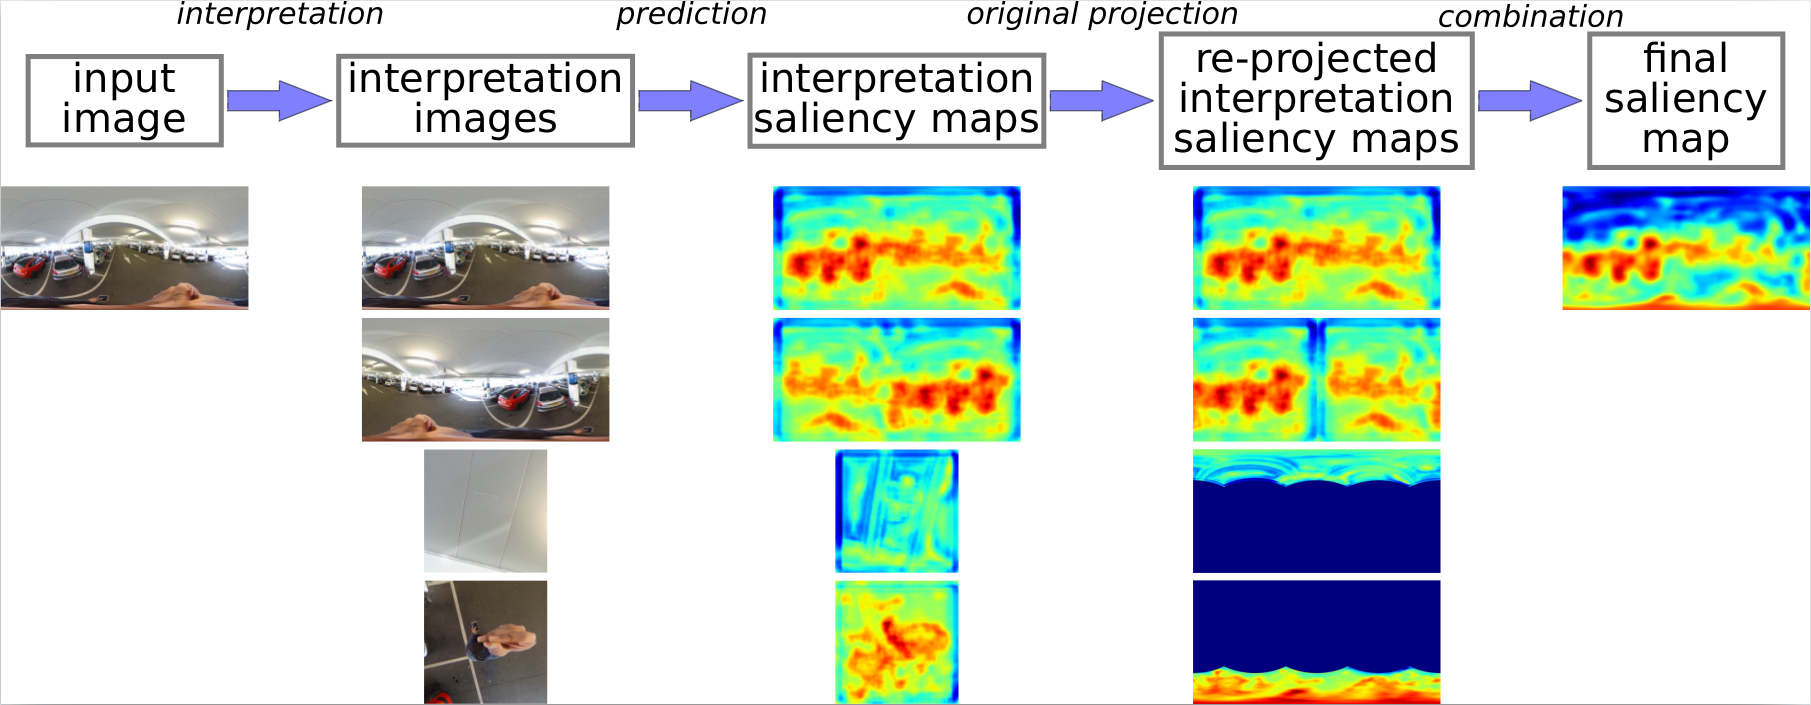 interpretation
prediction
original projection
combination
input
image
interpretation
images
interpretation
saliency maps
re-projected
interpretation
saliency maps
final
saliency
map